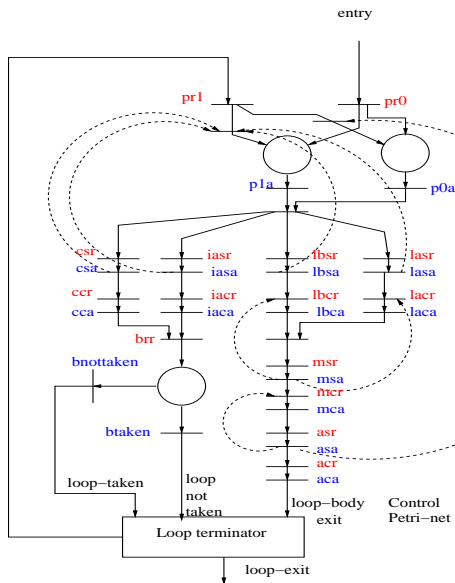 entry
pr1
pr0
p1a
p0a
csr
iasr
lbsr
lasr
csa
iasa
lbsa
lasa
ccr
iacr
lbcr
lacr
cca
iaca
lbca
laca
brr
bnottaken
msr
msa
mcr
mca
btaken
asr
asa
acr
aca
loop-taken
loop
not
taken
loop-body
exit
Control
Petri-net
Loop terminator
loop-exit